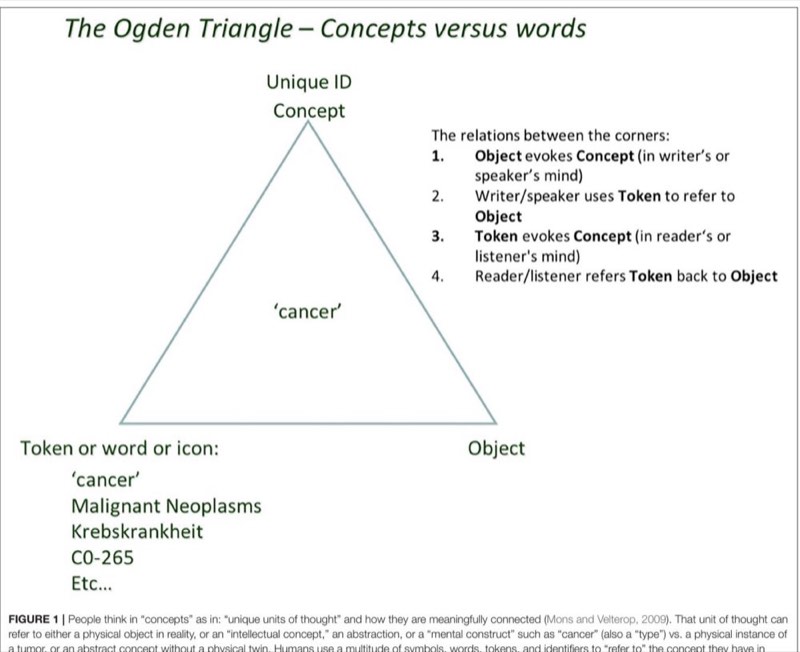 The Ogden Triangle – Concepts versus words
Unique ID
Concept
The relations between the corners:
1. Object evokes Concept (in writer's or
speaker's mind)
2. Writer/speaker uses Token to refer to
Object
3. Token evokes Concept (in reader's or
listener's mind)
4. Reader/listener refers Token back to Object
‘cancer’
Token or word or icon:
Object
‘cancer’
Malignant Neoplasms
Krebskrankheit
C0-265
Etc...
FIGURE 1 | People think in “concepts” as in: “unique units of thought” and how they are meaningfully connected (Mons and Velterop, 2009). That unit of thought can
refer to either a physical object in reality, or an “intellectual concept,” an abstraction, or a “mental construct” such as “cancer” (also a “type”) vs. a physical instance of
a tumor, or an abstract concept without a physical twin. Humans use a multitude of symbols, words, tokens, and identifiers to “refer to” the concept they have in